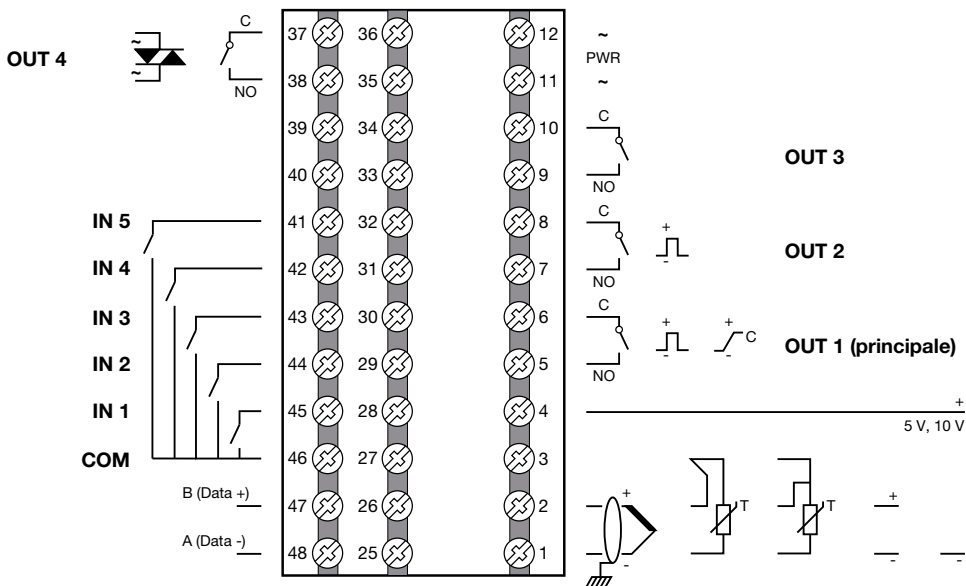 C 37 36 12 ~
OUT 4 ~ PWR
~ NO 38 35 11 ~
39 34 10 C
OUT 3
40 33 9 NO
IN 5 41 32 8 C
+
OUT 2
IN 4 42 31 7 - NO
IN 3 43 30 6 C
+ +
C OUT 1 (principale)
IN 2 44 29 5 - - NO
IN 1 45 28 4 +
5 V, 10 V
COM 46 27 3
B (Data +) 47 26 2 + T T +
A (Data -) 48 25 1 - - -